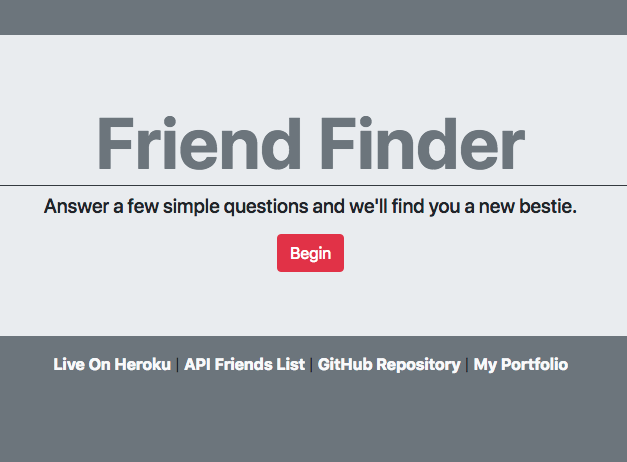 Friend Finder
Answer a few simple questions and we'll find you a new bestie.
Begin
Live On Heroku | API Friends List | GitHub Repository | My Portfolio